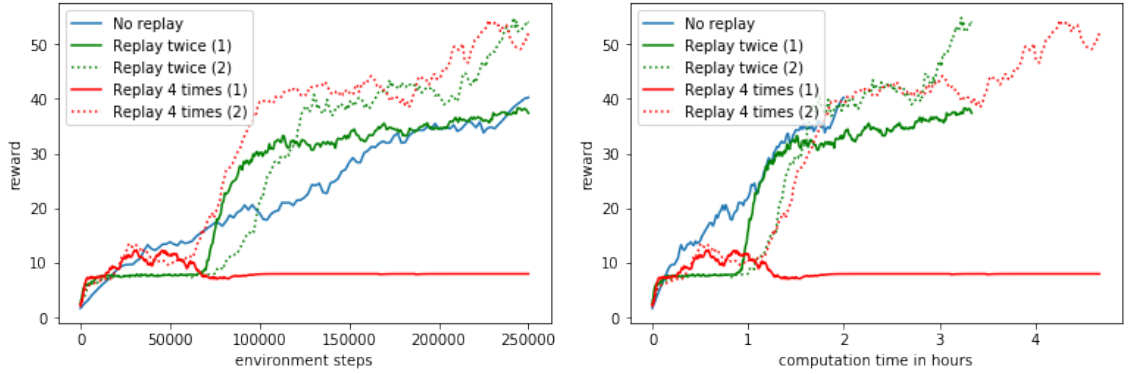 No replay
Replay twice (1)
Replay twice (2)
Replay 4 times (1)
Replay 4 times (2)
50
40
30
20
10
0
reward
0 50000 100000 150000 200000 250000
environment steps
No replay
Replay twice (1)
Replay twice (2)
Replay 4 times (1)
Replay 4 times (2)
50
40
30
20
10
0
reward
0 1 2 3 4
computation time in hours